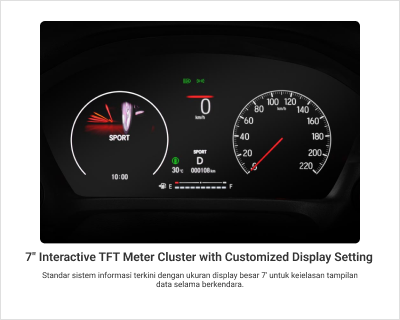 0
km/h
SPORT
10:00
SPORT
D
30°c
000108km
E
F
0
20
40
60
80
100
120
140
160
180
200
220
km/h
7" Interactive TFT Meter Cluster with Customized Display Setting
Standar sistem informasi terkini dengan ukuran display besar 7' untuk keielasan tampilan
data selama berkendara.